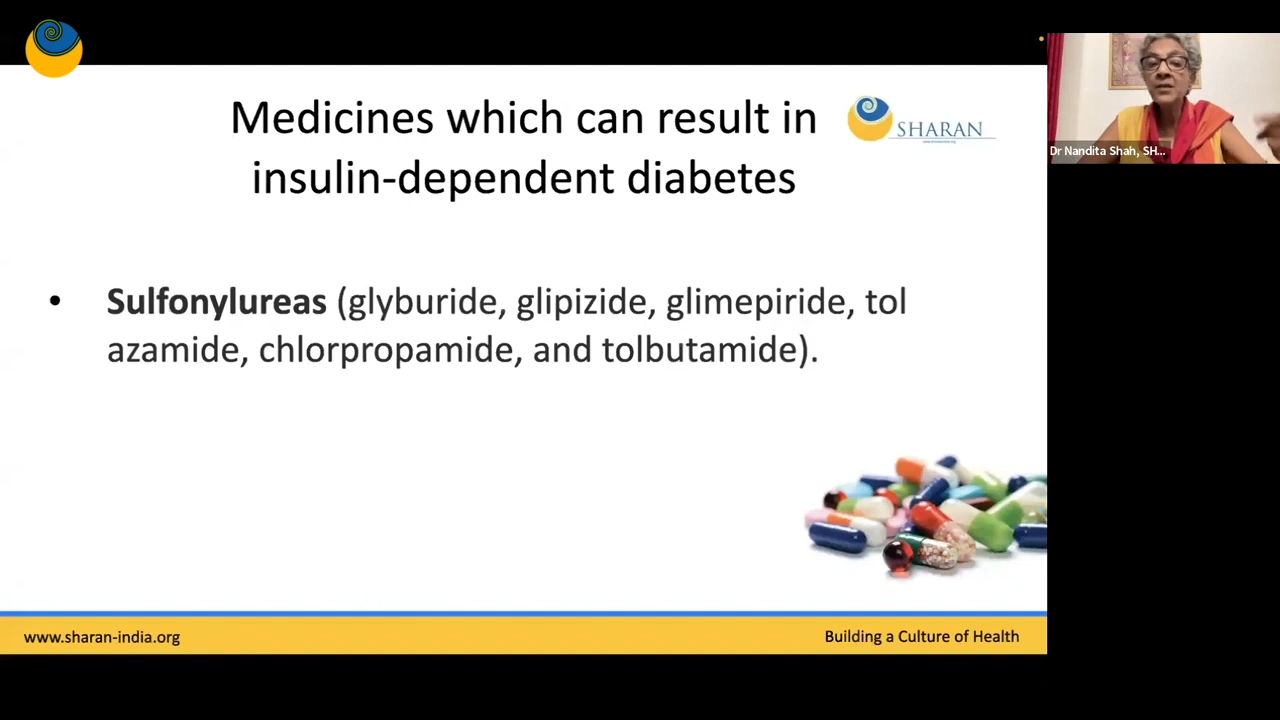 Medicines which can result in
insulin-dependent diabetes
SHARAN
Dr Nandita Shah, SH...
• Sulfonylureas (glyburide, glipizide, glimepiride, tol
azamide, chlorpropamide, and tolbutamide).
www.sharan-india.org
Building a Culture of Health